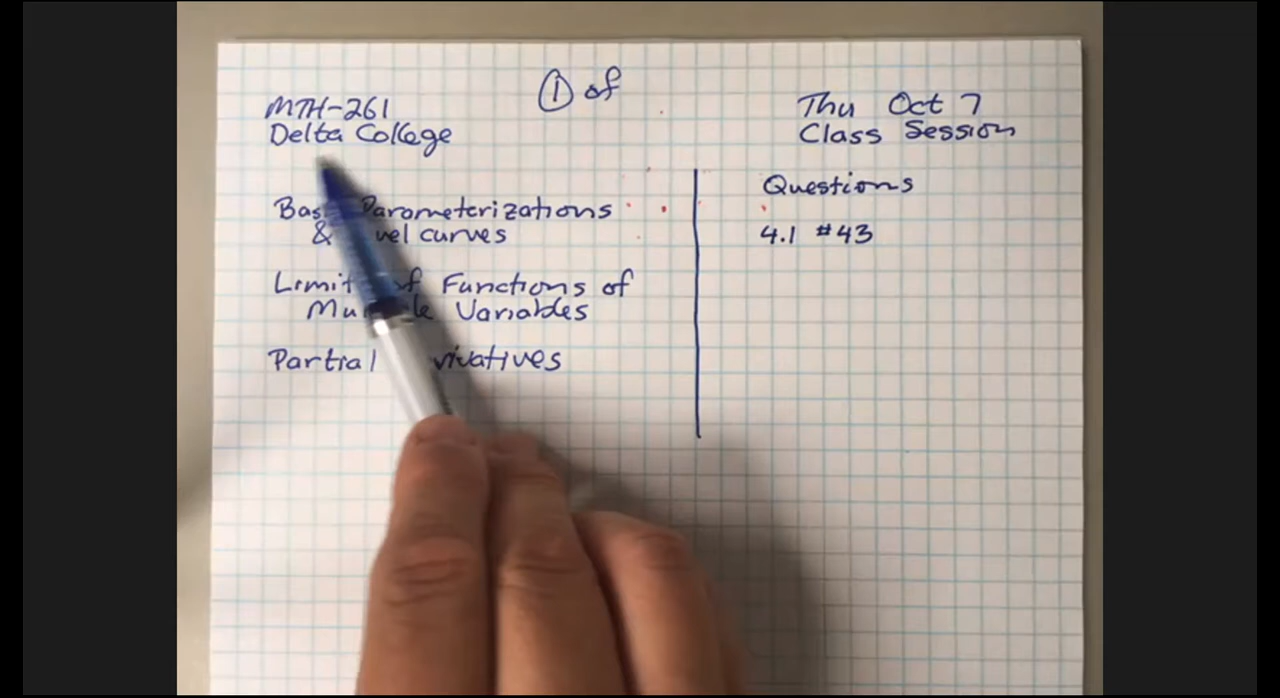 ① of
MTH-261
Delta College
Thu Oct 7
Class Session
Parameterizations
& curves
of Functions of
Variables
Partial
Questions
4.1 #43